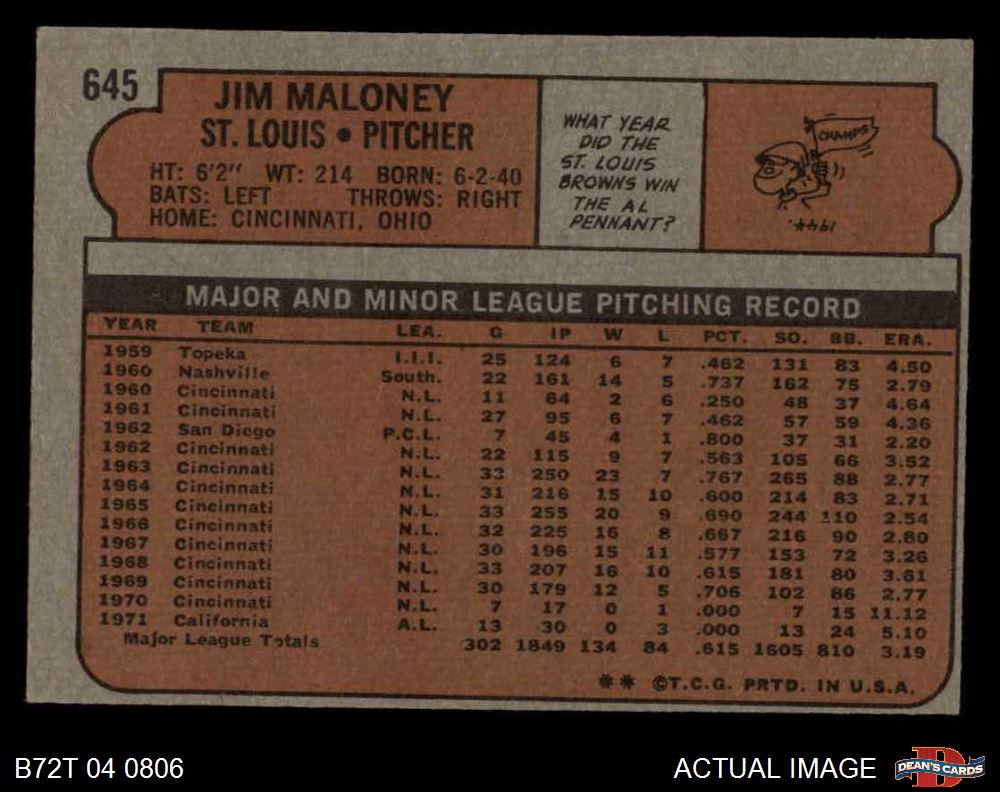 645
JIM MALONEY
ST. LOUIS • PITCHER
HT: 6'2" WT: 214 BORN: 6-2-40
BATS: LEFT THROWS: RIGHT
HOME: CINCINNATI, OHIO
WHAT YEAR
DID THE
ST. LOUIS
BROWNS WIN
THE AL
PENNANT?
CHAMPS
1944.
MAJOR AND MINOR LEAGUE PITCHING RECORD
YEAR TEAM LEA. G IP W L PCT. SO. BB. ERA.
1959 Topeka I.I.I. 25 124 6 7 .462 131 83 4.50
1960 Nashville South. 22 161 14 5 .737 162 75 2.79
1960 Cincinnati N.L. 11 64 2 6 .250 48 37 4.64
1961 Cincinnati N.L. 27 95 6 7 .462 57 59 4.36
1962 San Diego P.C.L. 7 45 4 1 .800 37 31 2.20
1962 Cincinnati N.L. 22 115 9 7 .563 105 66 3.52
1963 Cincinnati N.L. 33 250 23 7 .767 265 88 2.77
1964 Cincinnati N.L. 31 216 15 10 .600 214 83 2.71
1965 Cincinnati N.L. 33 255 20 9 .690 244 110 2.54
1966 Cincinnati N.L. 32 225 16 8 .667 216 90 2.80
1967 Cincinnati N.L. 30 196 15 11 .577 153 72 3.26
1968 Cincinnati N.L. 33 207 16 10 .615 181 80 3.61
1969 Cincinnati N.L. 30 179 12 5 .706 102 86 2.77
1970 Cincinnati N.L. 7 17 0 1 .000 7 15 11.12
1971 California A.L. 13 30 0 3 .000 13 24 5.10
Major League Totals 302 1849 134 84 .615 1605 810 3.19
** ©T.C.G. PRTD. IN U.S.A.
B72T 04 0806
ACTUAL IMAGE
DEAN'S CARDS